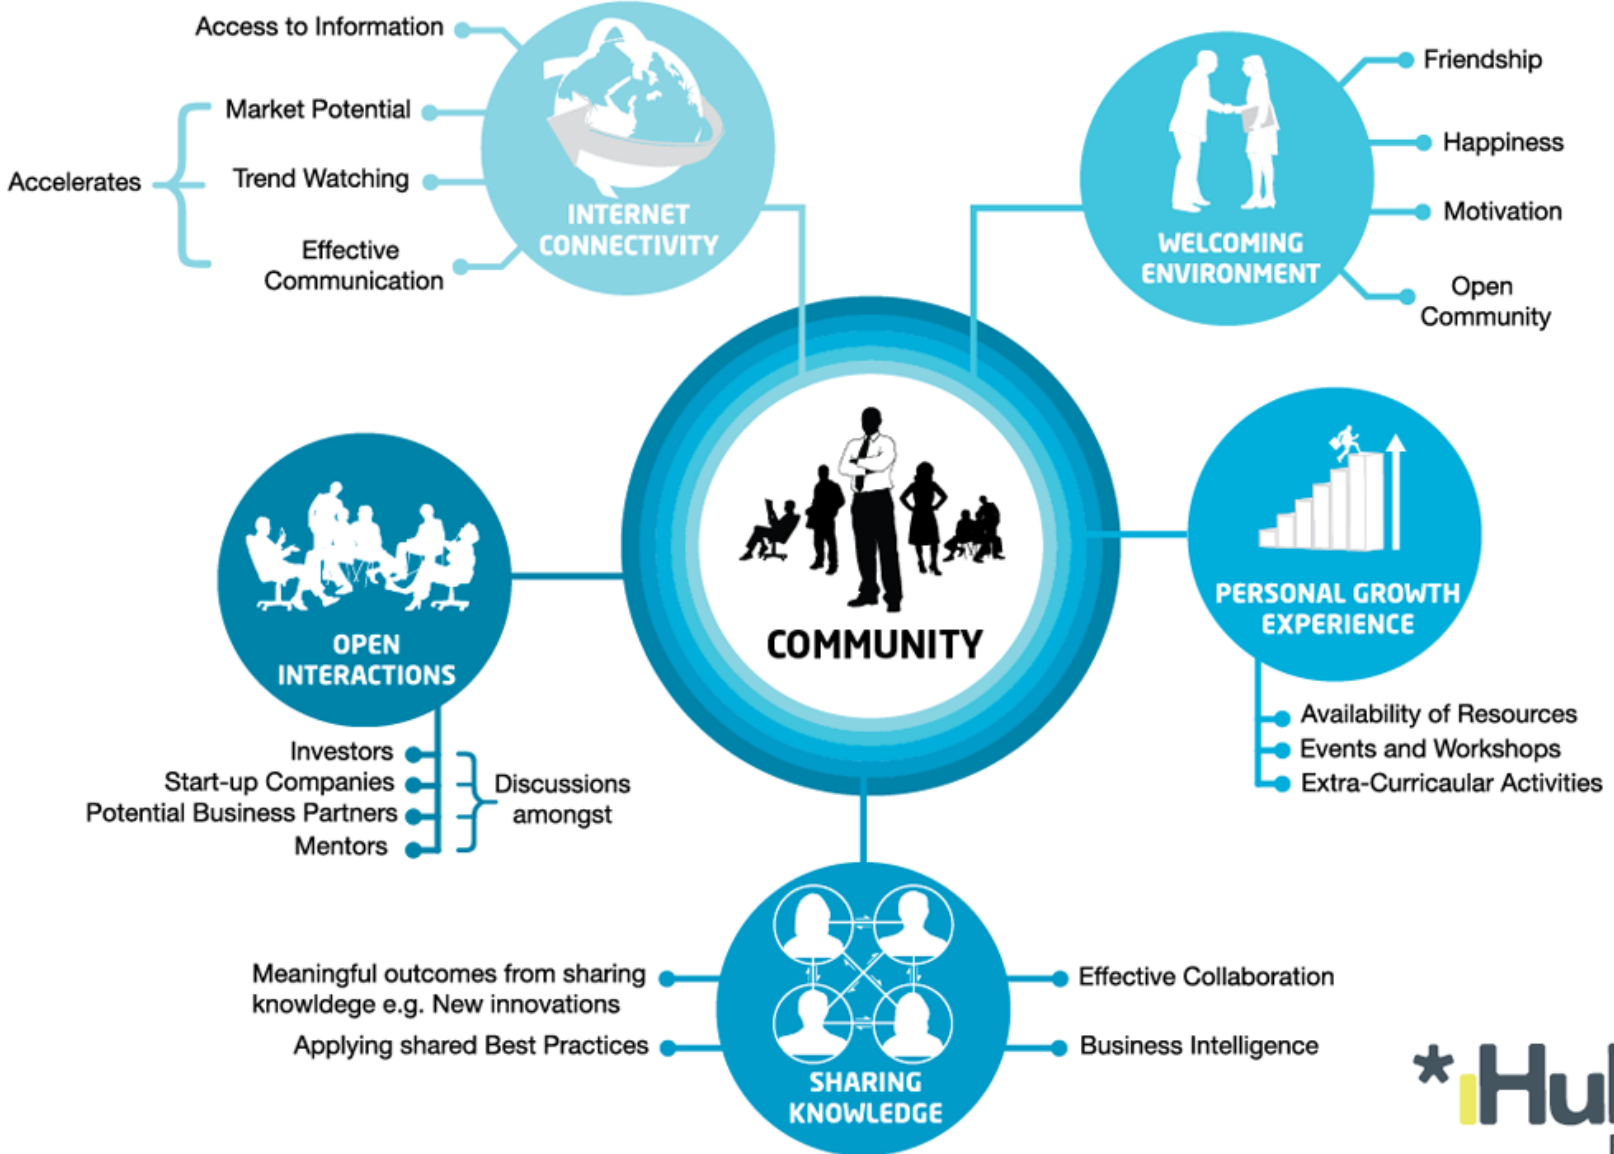 Access to Information
Market Potential
Accelerates
Trend Watching
Effective
Communication
INTERNET
CONNECTIVITY
Friendship
Happiness
Motivation
Open
Community
WELCOMING
ENVIRONMENT
COMMUNITY
PERSONAL GROWTH
EXPERIENCE
Availability of Resources
Events and Workshops
Extra-Curricaular Activities
OPEN
INTERACTIONS
Investors
Start-up Companies
Potential Business Partners
Mentors
Discussions
amongst
Meaningful outcomes from sharing
knowldege e.g. New innovations
Applying shared Best Practices
Effective Collaboration
Business Intelligence
SHARING
KNOWLEDGE